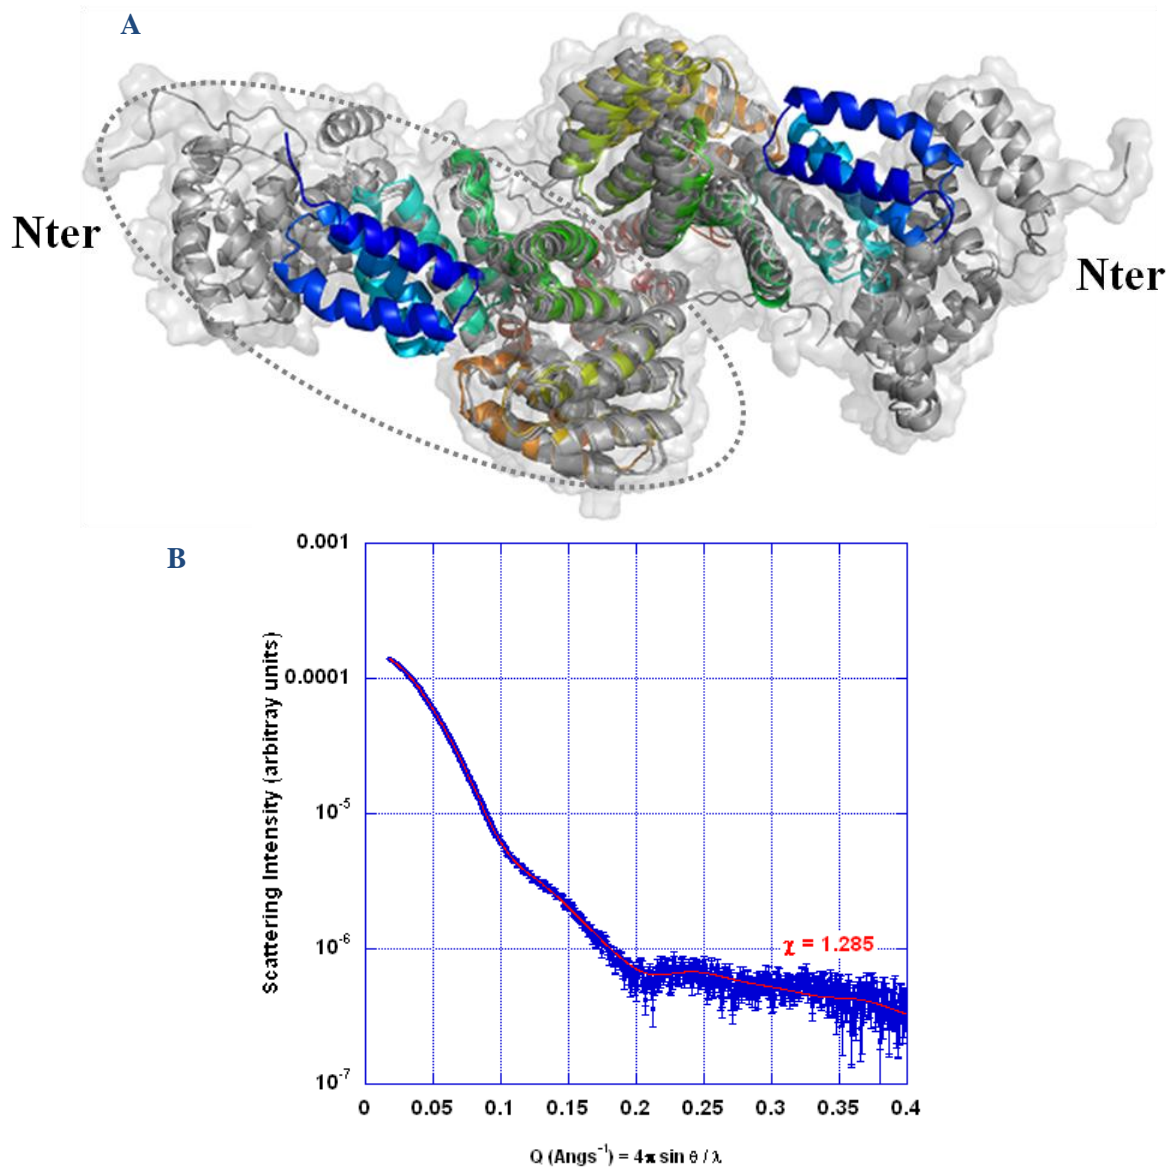 A
Nter
Nter
B
Scattering Intensity (arbitray units)
0.001
0.0001
10⁻⁵
10⁻⁶
10⁻⁷
χ = 1.285
0 0.05 0.1 0.15 0.2 0.25 0.3 0.35 0.4
Q (Angs⁻¹) = 4π sin θ / λ